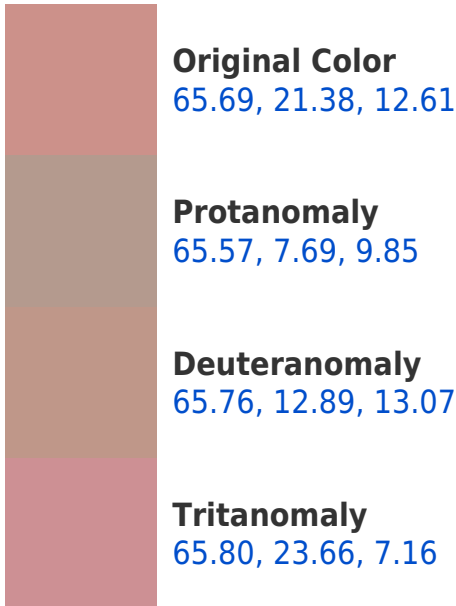 Original Color
65.69, 21.38, 12.61
Protanomaly
65.57, 7.69, 9.85
Deuteranomaly
65.76, 12.89, 13.07
Tritanomaly
65.80, 23.66, 7.16